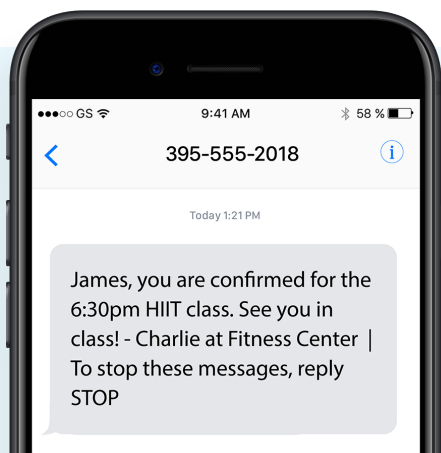 GS 9:41 AM 58 %
395-555-2018
Today 1:21 PM
James, you are confirmed for the
6:30pm HIIT class. See you in
class! - Charlie at Fitness Center |
To stop these messages, reply
STOP